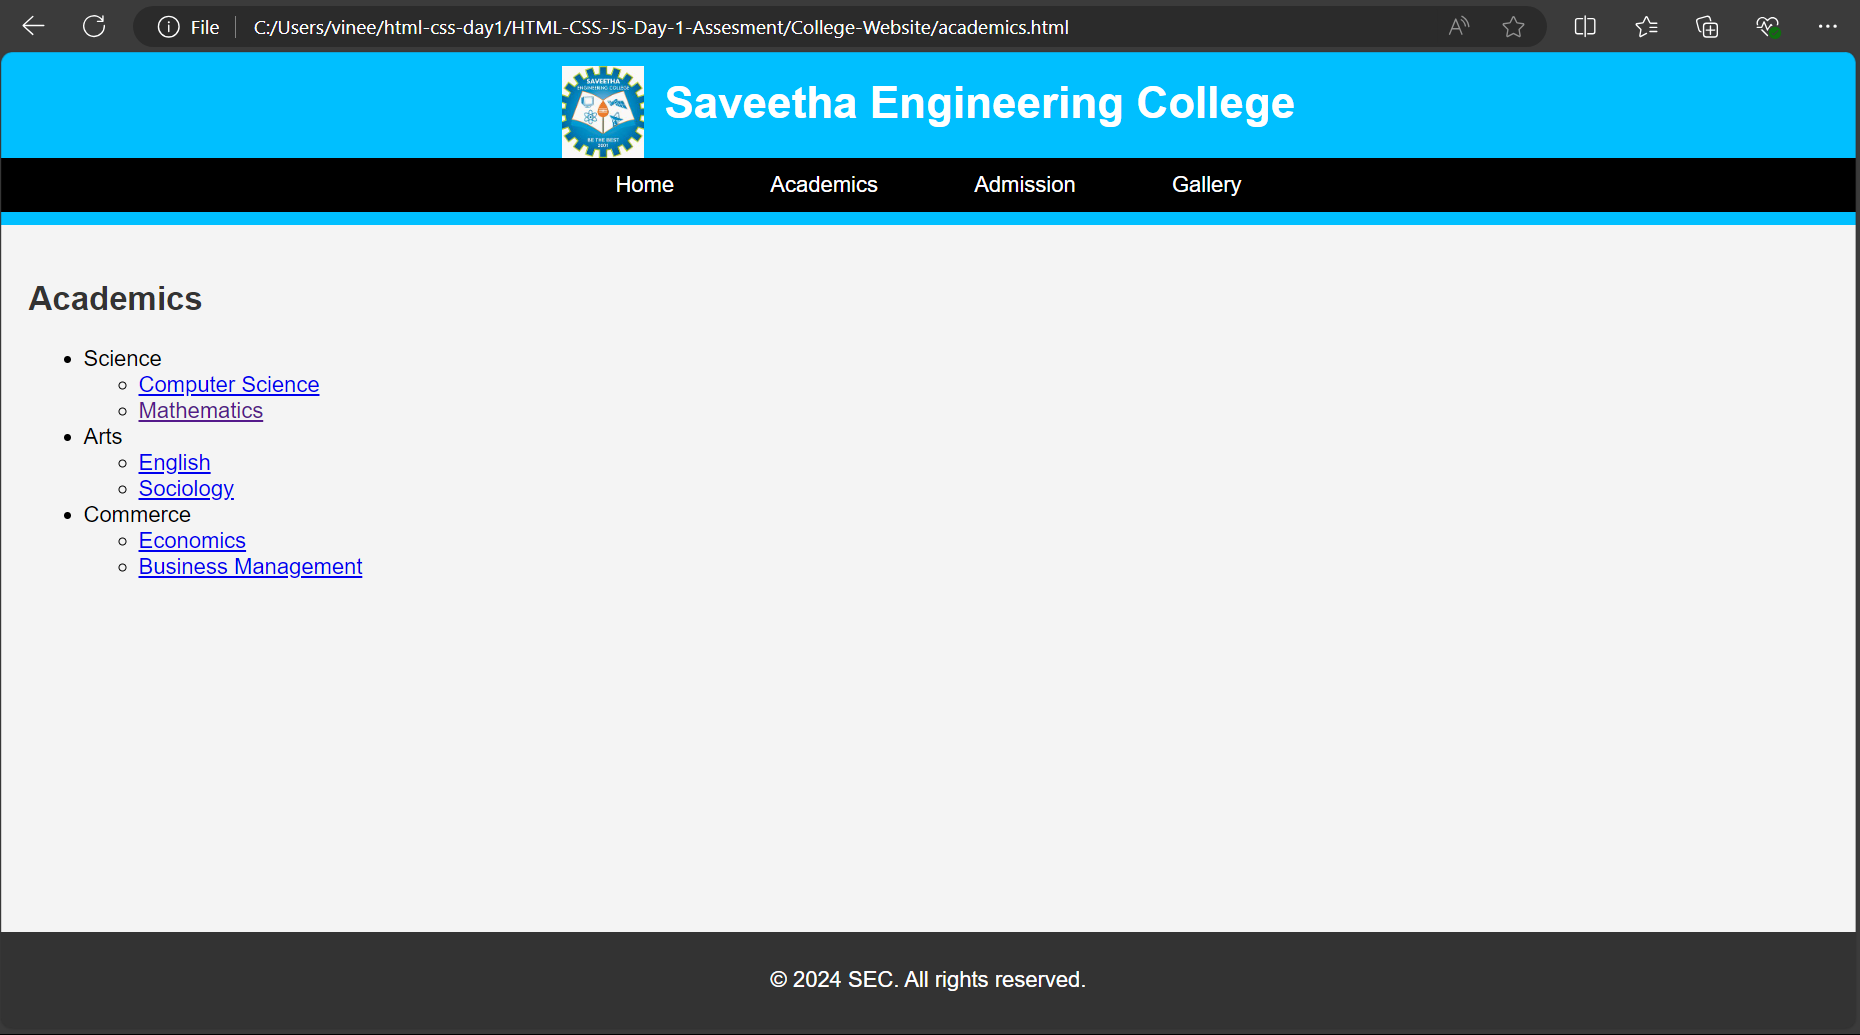 File C:/Users/vinee/html-css-day1/HTML-CSS-JS-Day-1-Assesment/College-Website/academics.html
SAVEETHA
ENGINEERING COLLEGE
BE THE BEST
2001
Saveetha Engineering College
Home Academics Admission Gallery
Academics
Science
Computer Science
Mathematics
Arts
English
Sociology
Commerce
Economics
Business Management
© 2024 SEC. All rights reserved.